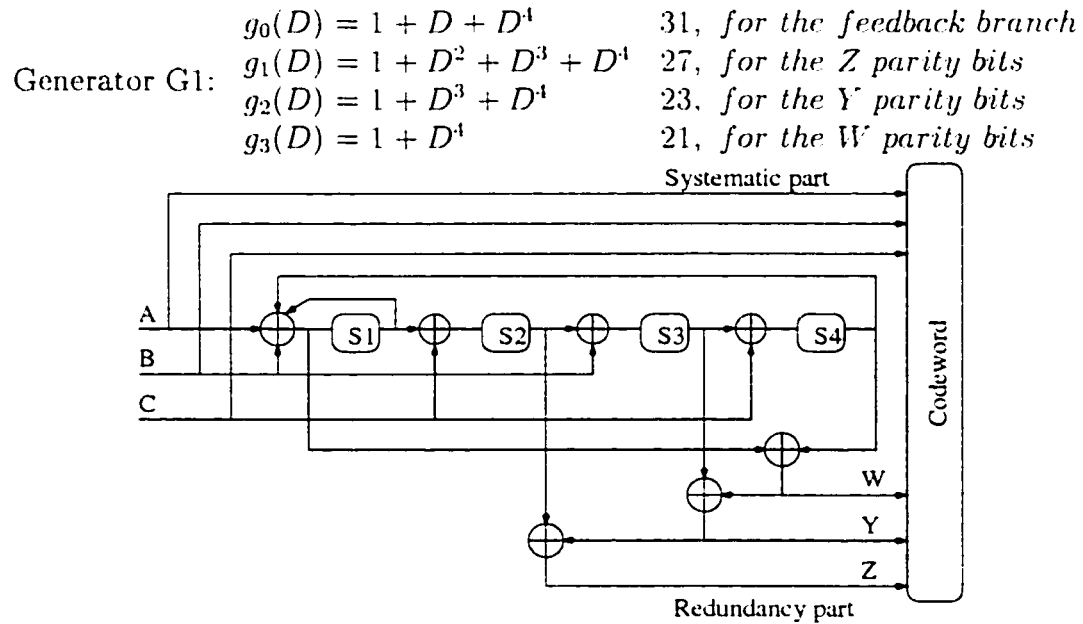 g₀(D) = 1 + D + D⁴ 31, for the feedback branch
Generator G1: g₁(D) = 1 + D² + D³ + D⁴ 27, for the Z parity bits
g₂(D) = 1 + D³ + D⁴ 23, for the Y parity bits
g₃(D) = 1 + D⁴ 21, for the W parity bits
Systematic part
A
S1
S2
S3
S4
B
C
Codeword
W
Y
Z
Redundancy part